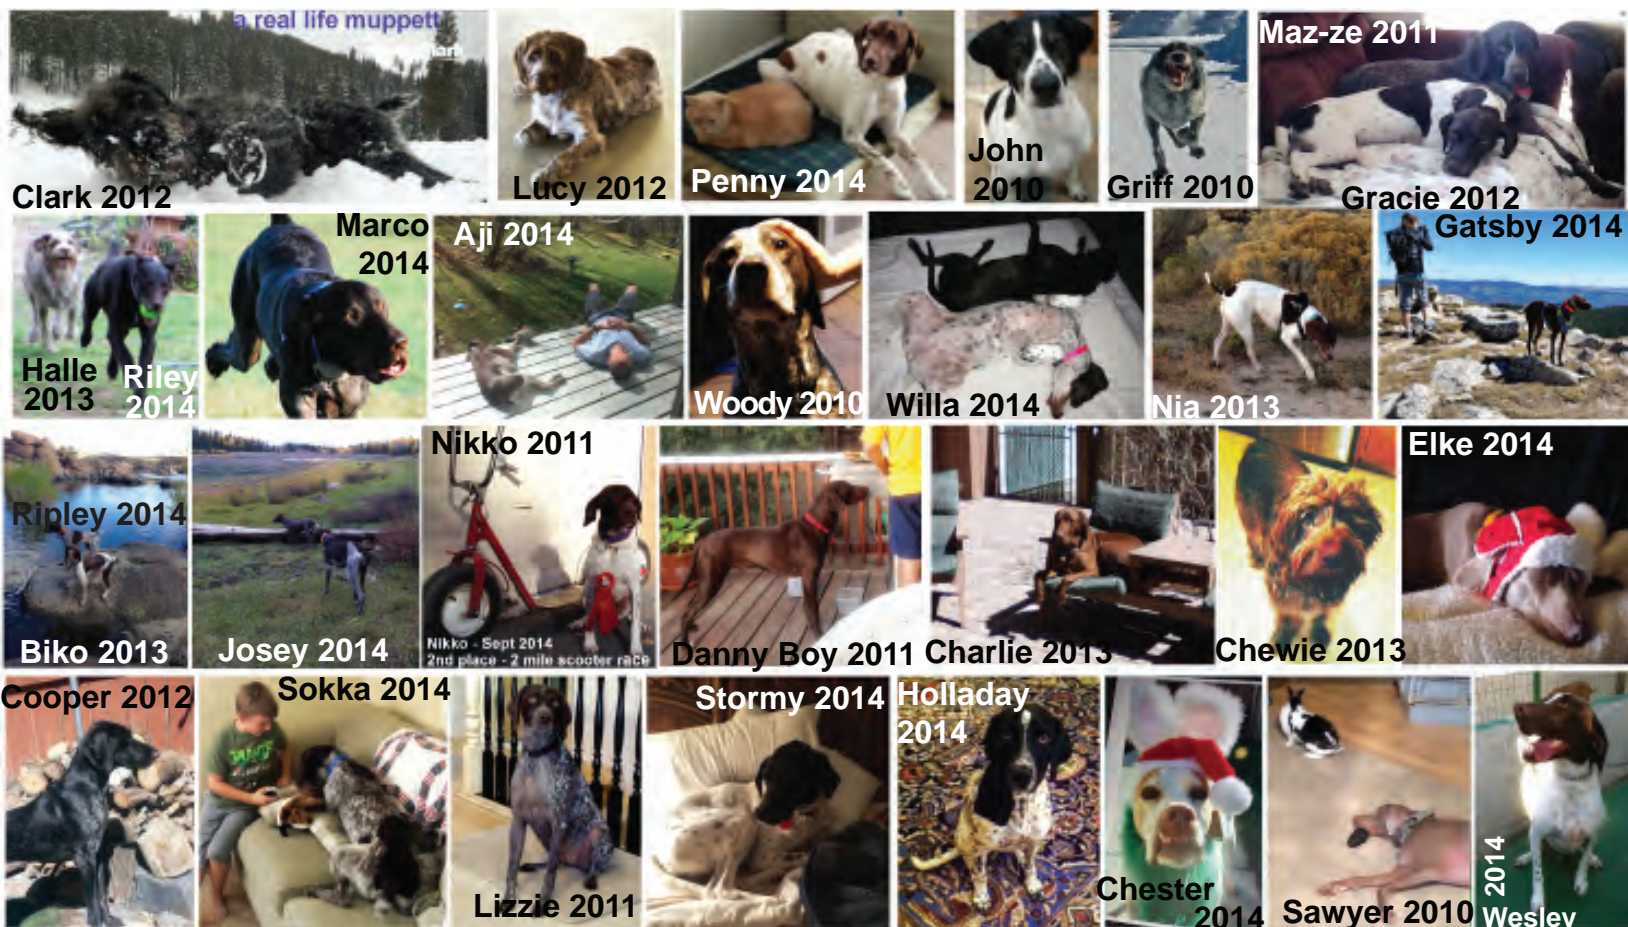 a real life muppett
Clark 2012
Lucy 2012
Penny 2014
John
2010
Griff 2010
Maz-ze 2011
Gracie 2012
Halle
2013
Riley
2014
Marco
2014
Aji 2014
Woody 2010
Willa 2014
Nia 2013
Gatsby 2014
Ripley 2014
Biko 2013
Josey 2014
Nikko 2011
Nikko - Sept 2014
2nd place - 2 mile scooter race
Danny Boy 2011
Charlie 2013
Chewie 2013
Elke 2014
Cooper 2012
Sokka 2014
Lizzie 2011
Stormy 2014
Holladay
2014
Chester
2014
Sawyer 2010
Wesley
2014